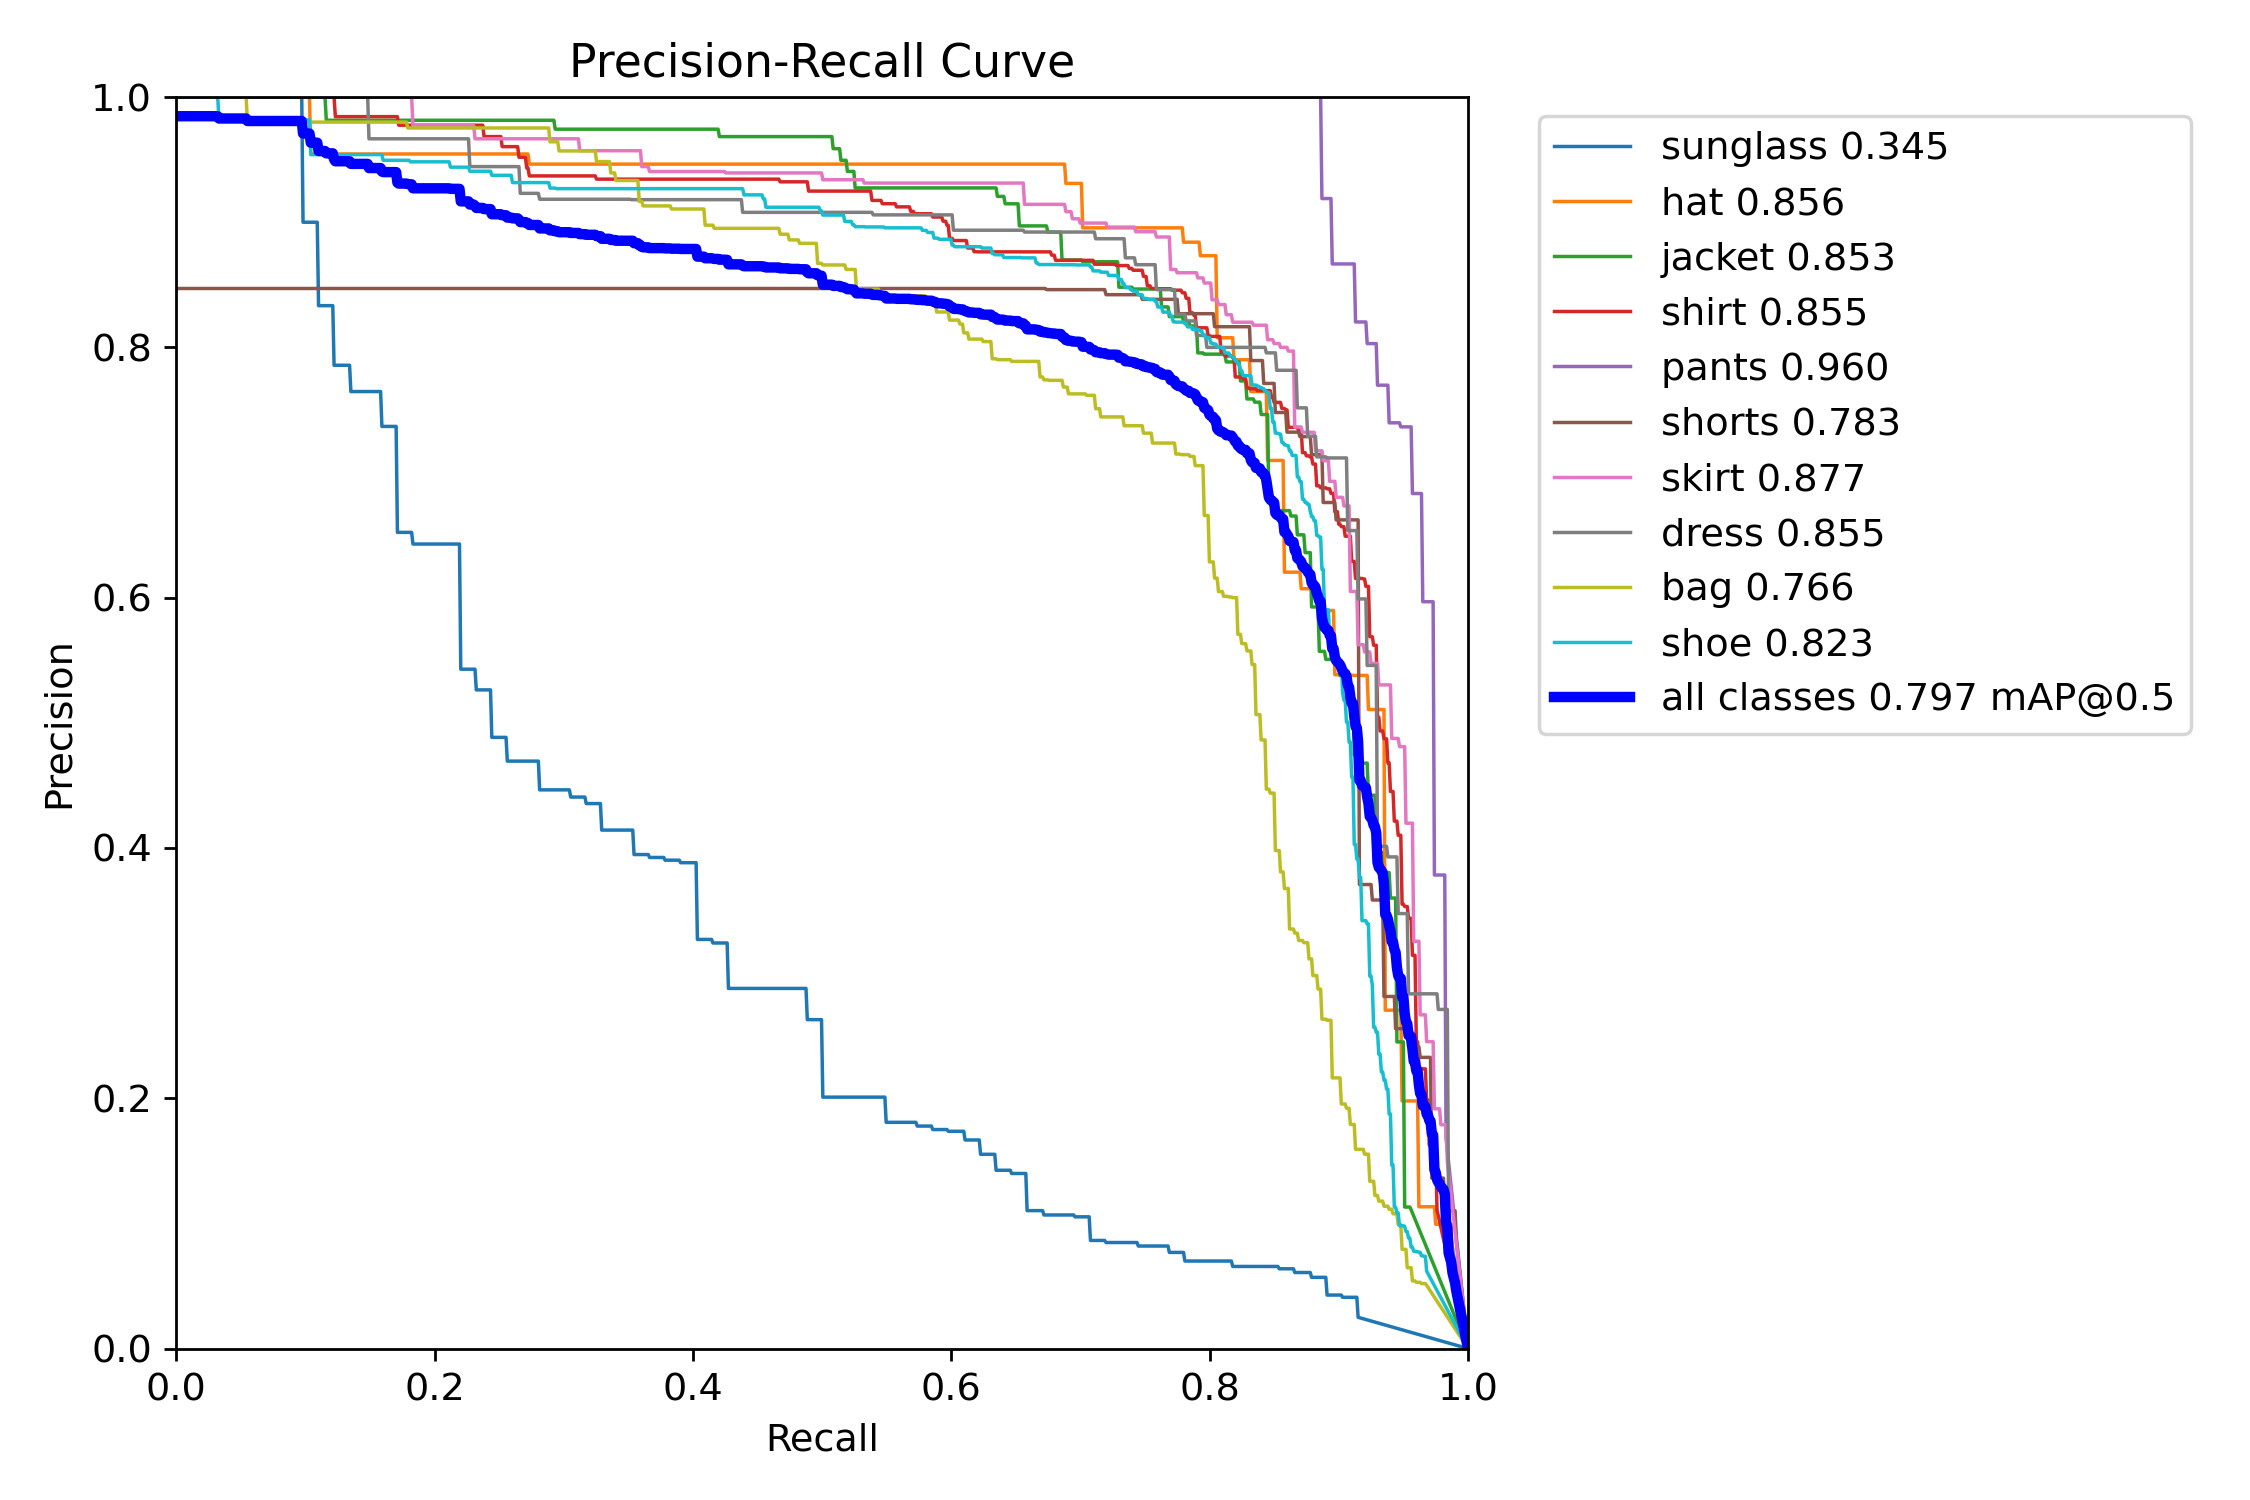 Precision-Recall Curve
1.0
0.8
0.6
0.4
0.2
0.0
Precision
0.0 0.2 0.4 0.6 0.8 1.0
Recall
sunglass 0.345
hat 0.856
jacket 0.853
shirt 0.855
pants 0.960
shorts 0.783
skirt 0.877
dress 0.855
bag 0.766
shoe 0.823
all classes 0.797 mAP@0.5